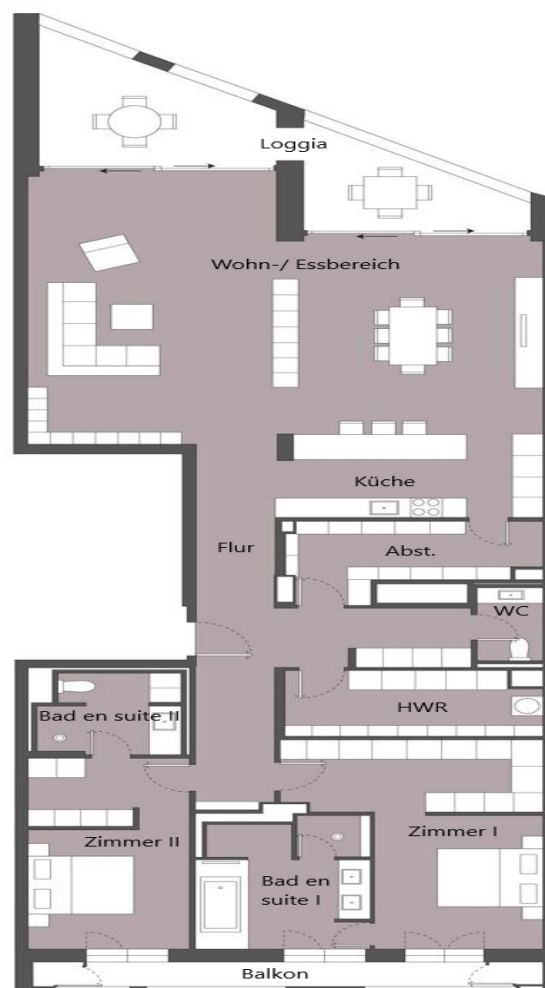 Loggia
Wohn-/ Essbereich
Küche
Flur
Abst.
WC
Bad en suite II
HWR
Zimmer II
Zimmer I
Bad en
suite I
Balkon